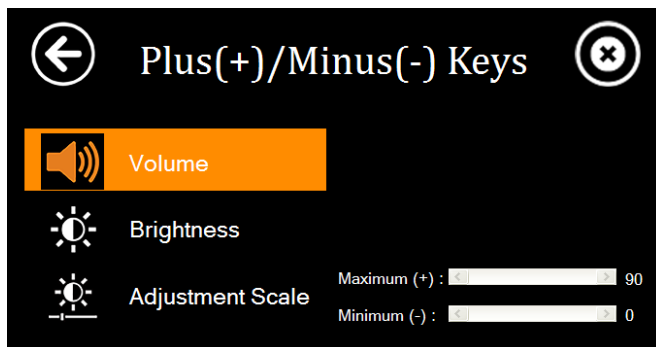 Plus(+)/Minus(-) Keys
Volume
Brightness
Adjustment Scale
Maximum (+) : 90
Minimum (-) : 0